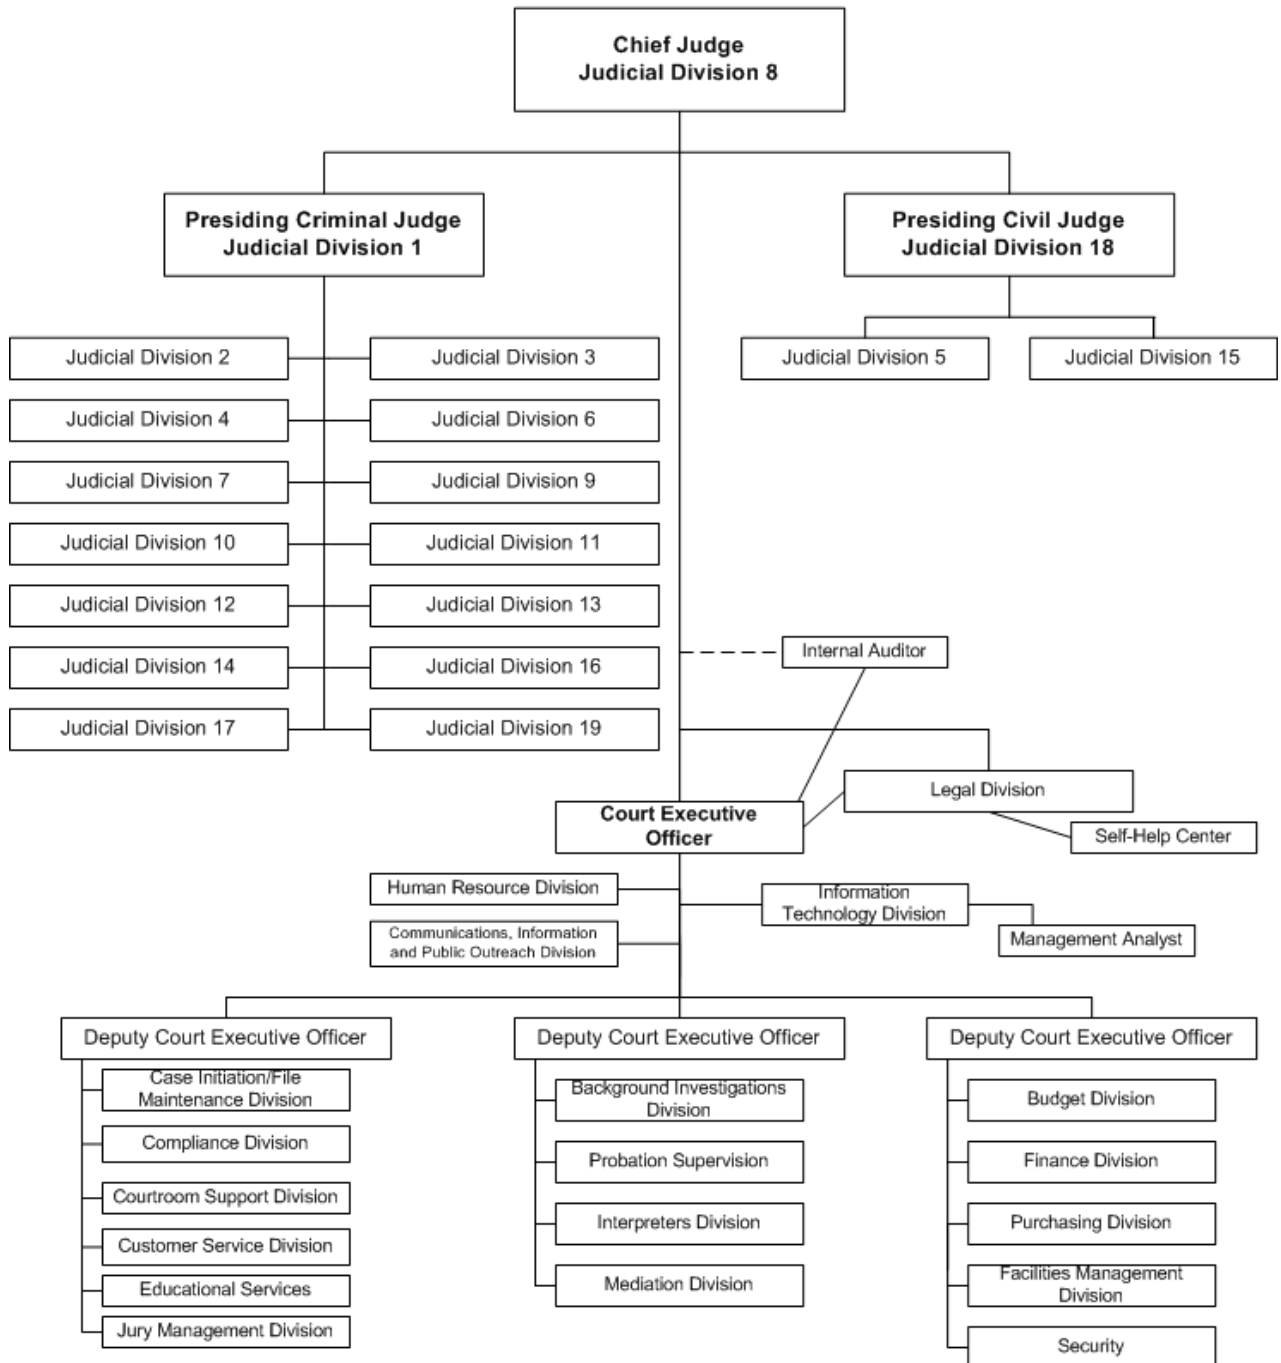 Chief Judge
Judicial Division 8
Presiding Criminal Judge
Judicial Division 1
Presiding Civil Judge
Judicial Division 18
Judicial Division 2
Judicial Division 3
Judicial Division 5
Judicial Division 15
Judicial Division 4
Judicial Division 6
Judicial Division 7
Judicial Division 9
Judicial Division 10
Judicial Division 11
Judicial Division 12
Judicial Division 13
Judicial Division 14
Judicial Division 16
Judicial Division 17
Judicial Division 19
Internal Auditor
Legal Division
Court Executive
Officer
Self-Help Center
Human Resource Division
Information
Technology Division
Communications, Information
and Public Outreach Division
Management Analyst
Deputy Court Executive Officer
Case Initiation/File
Maintenance Division
Compliance Division
Courtroom Support Division
Customer Service Division
Educational Services
Jury Management Division
Deputy Court Executive Officer
Background Investigations
Division
Probation Supervision
Interpreters Division
Mediation Division
Deputy Court Executive Officer
Budget Division
Finance Division
Purchasing Division
Facilities Management
Division
Security